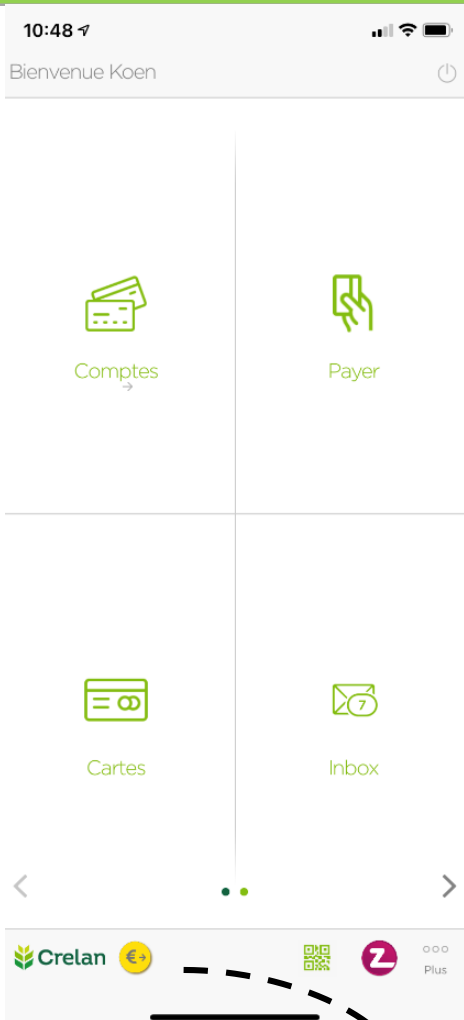 10:48
Bienvenue Koen
Comptes
Payer
Cartes
7
Inbox
Crelan
€
Z
Plus